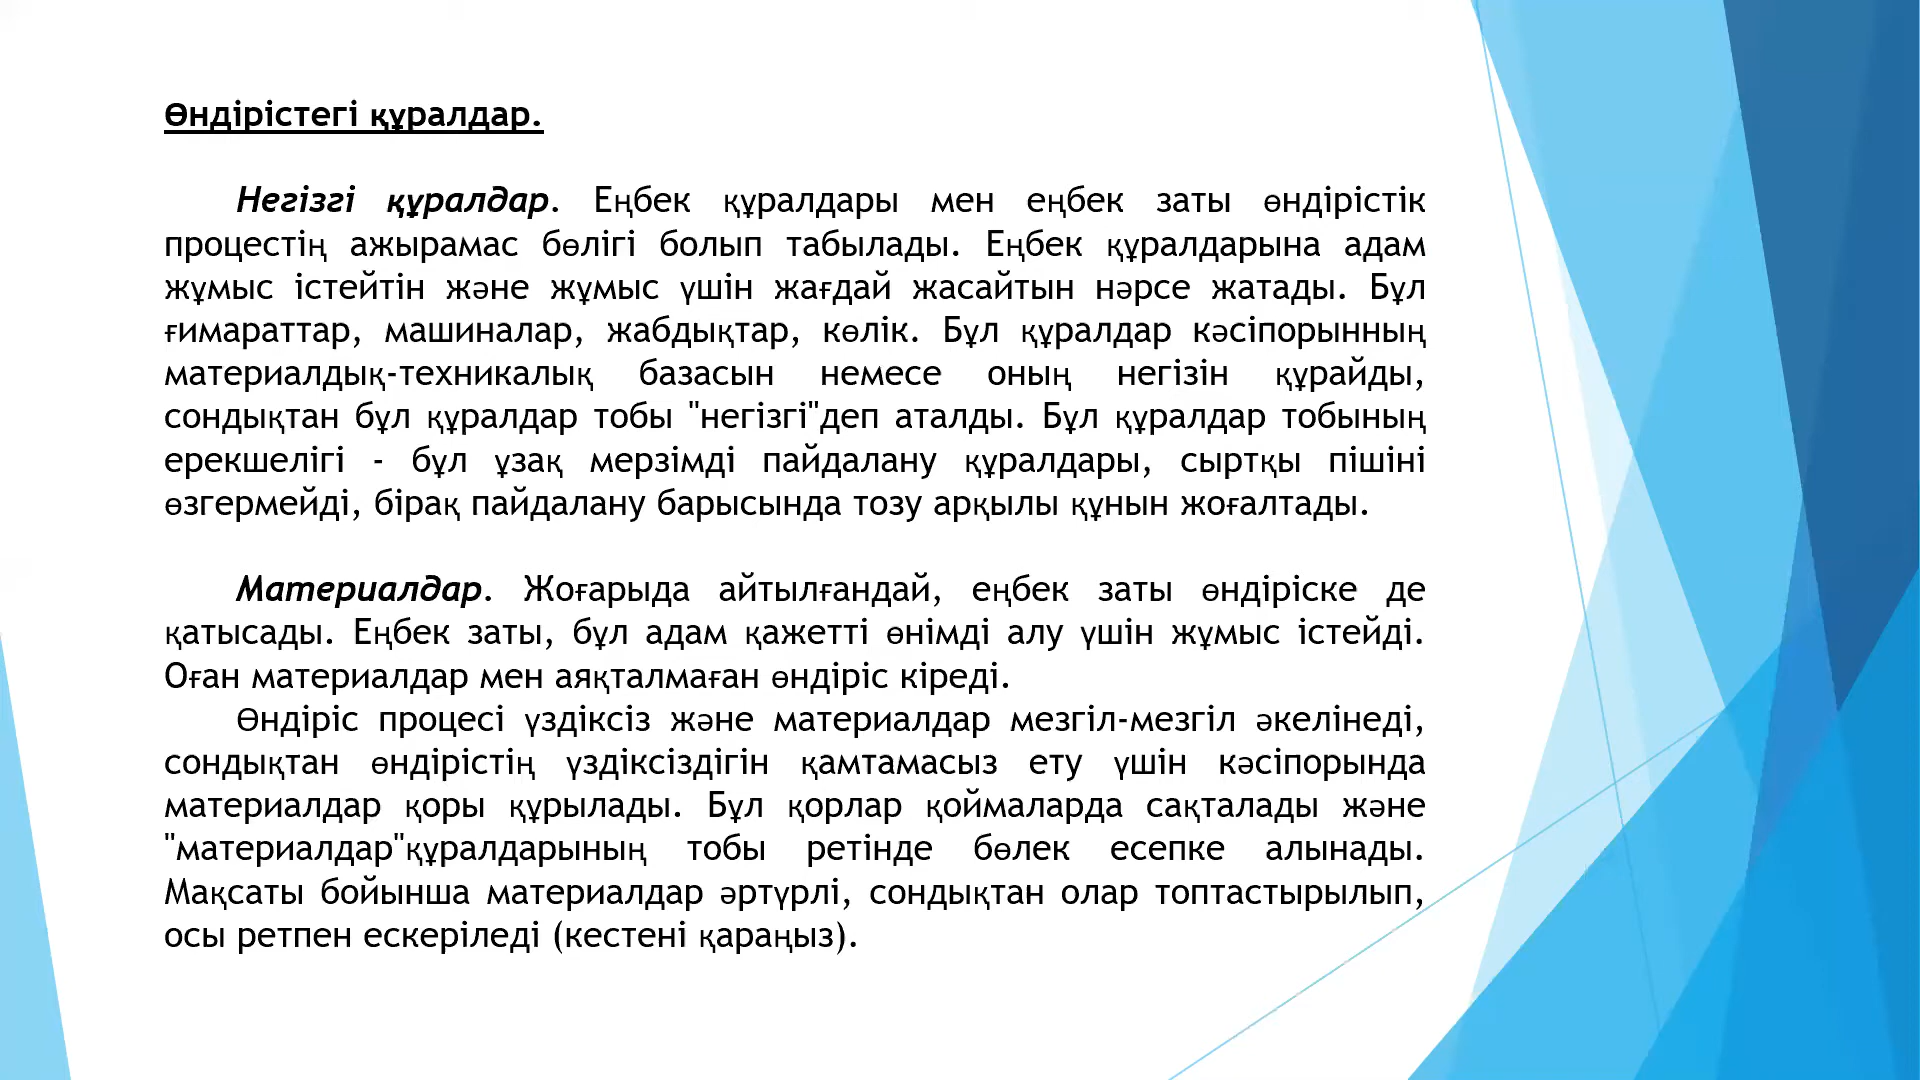 Өндірістегі құралдар.
Негізгі құралдар. Еңбек құралдары мен еңбек заты өндірістік
процестің ажырамас бөлігі болып табылады. Еңбек құралдарына адам
жұмыс істейтін және жұмыс үшін жағдай жасайтын нәрсе жатады. Бұл
ғимараттар, машиналар, жабдықтар, көлік. Бұл құралдар кәсіпорынның
материалдық-техникалық базасын немесе оның негізін құрайды,
сондықтан бұл құралдар тобы "негізгі"деп аталды. Бұл құралдар тобының
ерекшелігі - бұл ұзақ мерзімді пайдалану құралдары, сыртқы пішіні
өзгермейді, бірақ пайдалану барысында тозу арқылы құнын жоғалтады.
Материалдар. Жоғарыда айтылғандай, еңбек заты өндіріске де
қатысады. Еңбек заты, бұл адам қажетті өнімді алу үшін жұмыс істейді.
Оған материалдар мен аяқталмаған өндіріс кіреді.
Өндіріс процесі үздіксіз және материалдар мезгіл-мезгіл әкелінеді,
сондықтан өндірістің үздіксіздігін қамтамасыз ету үшін кәсіпорында
материалдар қоры құрылады. Бұл қорлар қоймаларда сақталады және
"материалдар"құралдарының тобы ретінде бөлек есепке алынады.
Мақсаты бойынша материалдар әртүрлі, сондықтан олар топтастырылып,
осы ретпен ескеріледі (кестені қараңыз).